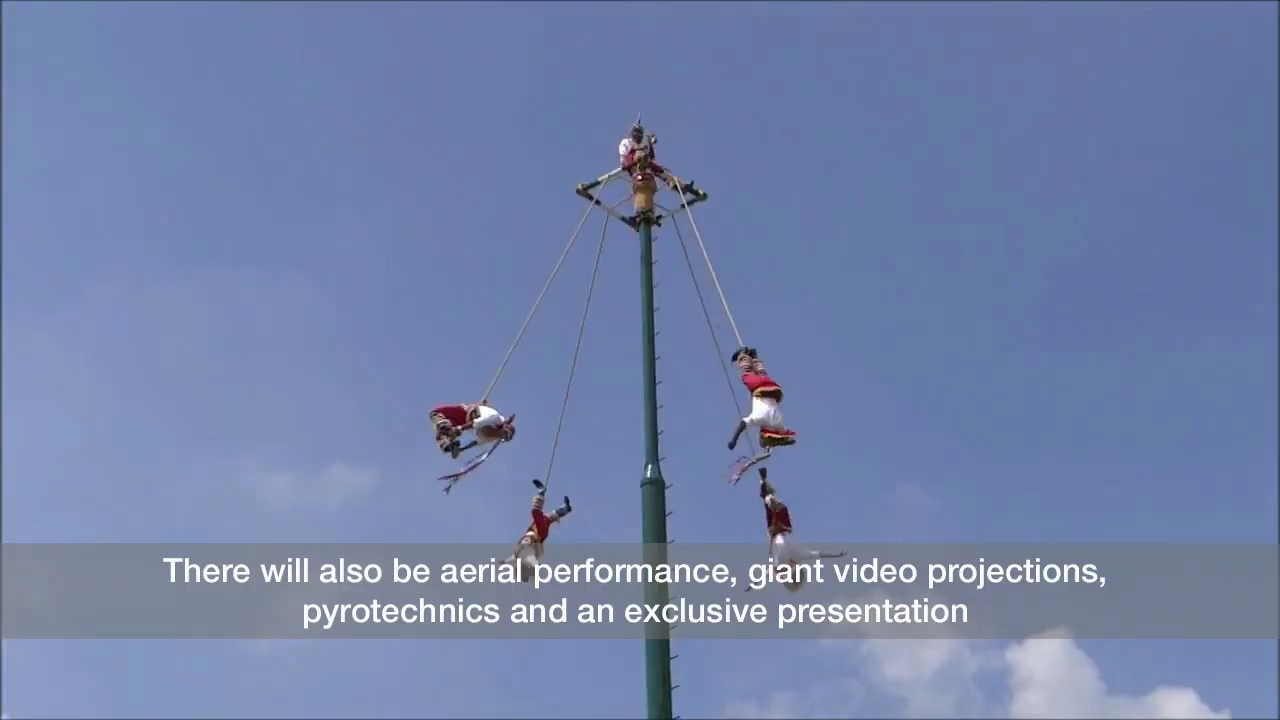 There will also be aerial performance, giant video projections,
pyrotechnics and an exclusive presentation